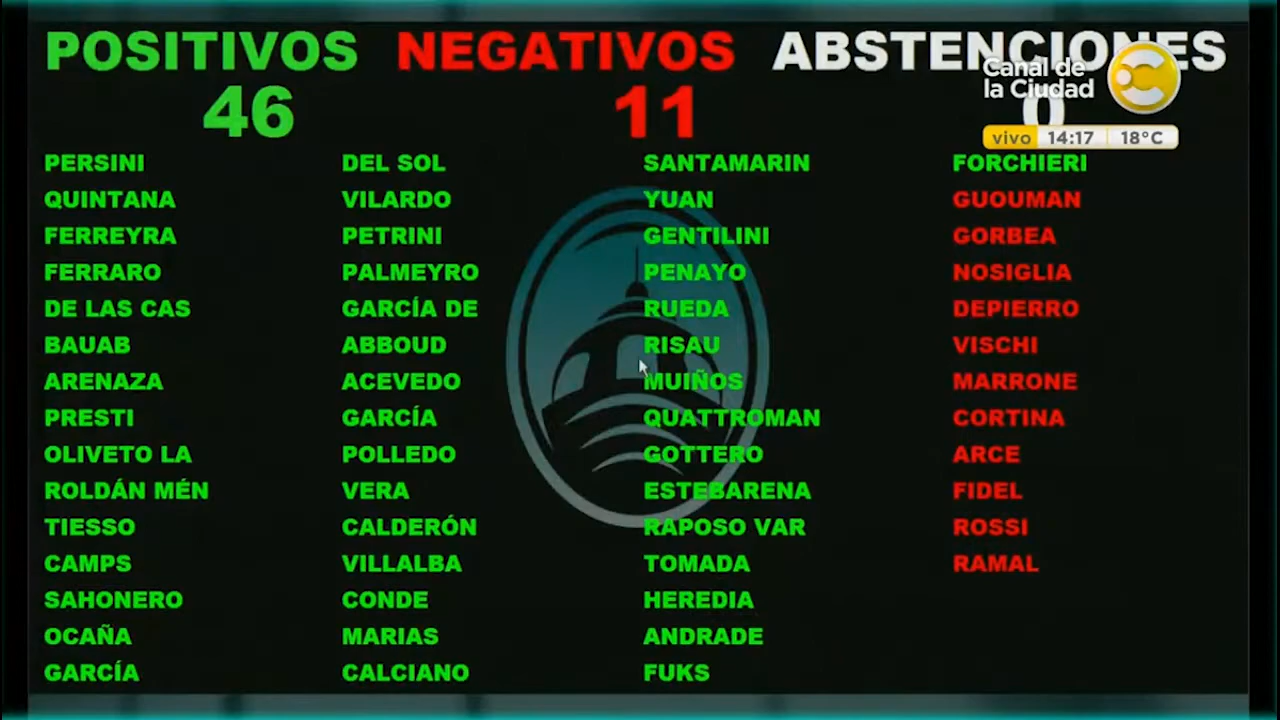 POSITIVOS NEGATIVOS ABSTENCIONES
46 11 0
Canal de
la Ciudad
vivo 14:17 18°C
PERSINI DEL SOL SANTAMARIN FORCHIERI
QUINTANA VILARDO YUAN GUOUMAN
FERREYRA PETRINI GENTILINI GORBEA
FERRARO PALMEYRO PENAYO NOSIGLIA
DE LAS CAS GARCÍA DE RUEDA DEPIERRO
BAUAB ABBOUD RISAU VISCHI
ARENAZA ACEVEDO MUIÑOS MARRONE
PRESTI GARCÍA QUATTROMAN CORTINA
OLIVETO LA POLLEDO GOTTERO ARCE
ROLDÁN MÉN VERA ESTEBARENA FIDEL
TIESSO CALDERÓN RAPOSO VAR ROSSI
CAMPS VILLALBA TOMADA RAMAL
SAHONERO CONDE HEREDIA
OCAÑA MARIAS ANDRADE
GARCÍA CALCIANO FUKS